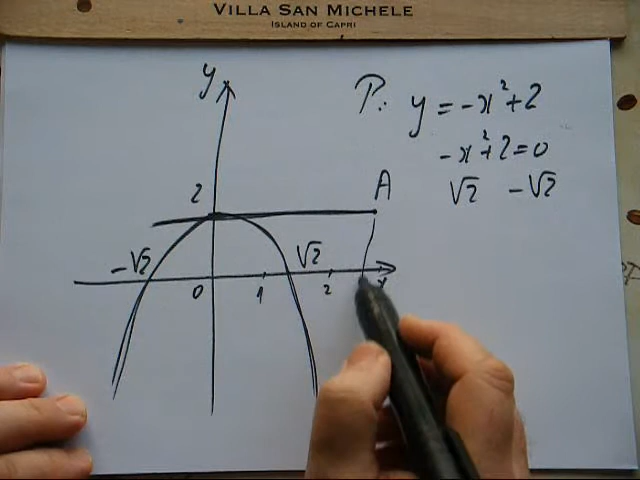 VILLA SAN MICHELE
ISLAND OF CAPRI
y
P: y = -x² + 2
-x² + 2 = 0
√2 -√2
2
A
-√2
√2
0 1 2 x